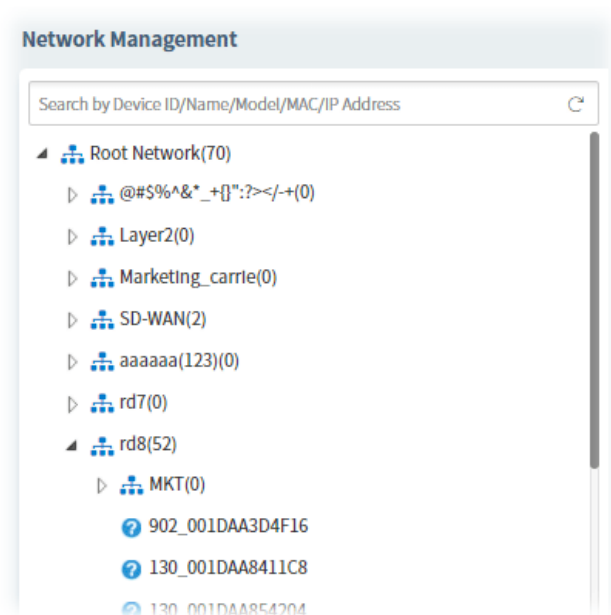 Network Management
Search by Device ID/Name/Model/MAC/IP Address
Root Network(70)
@#$%^&*_+{}":?></-+(0)
Layer2(0)
Marketing_carrie(0)
SD-WAN(2)
aaaaaa(123)(0)
rd7(0)
rd8(52)
MKT(0)
902_001DAA3D4F16
130_001DAA8411C8
130_001DAA854204